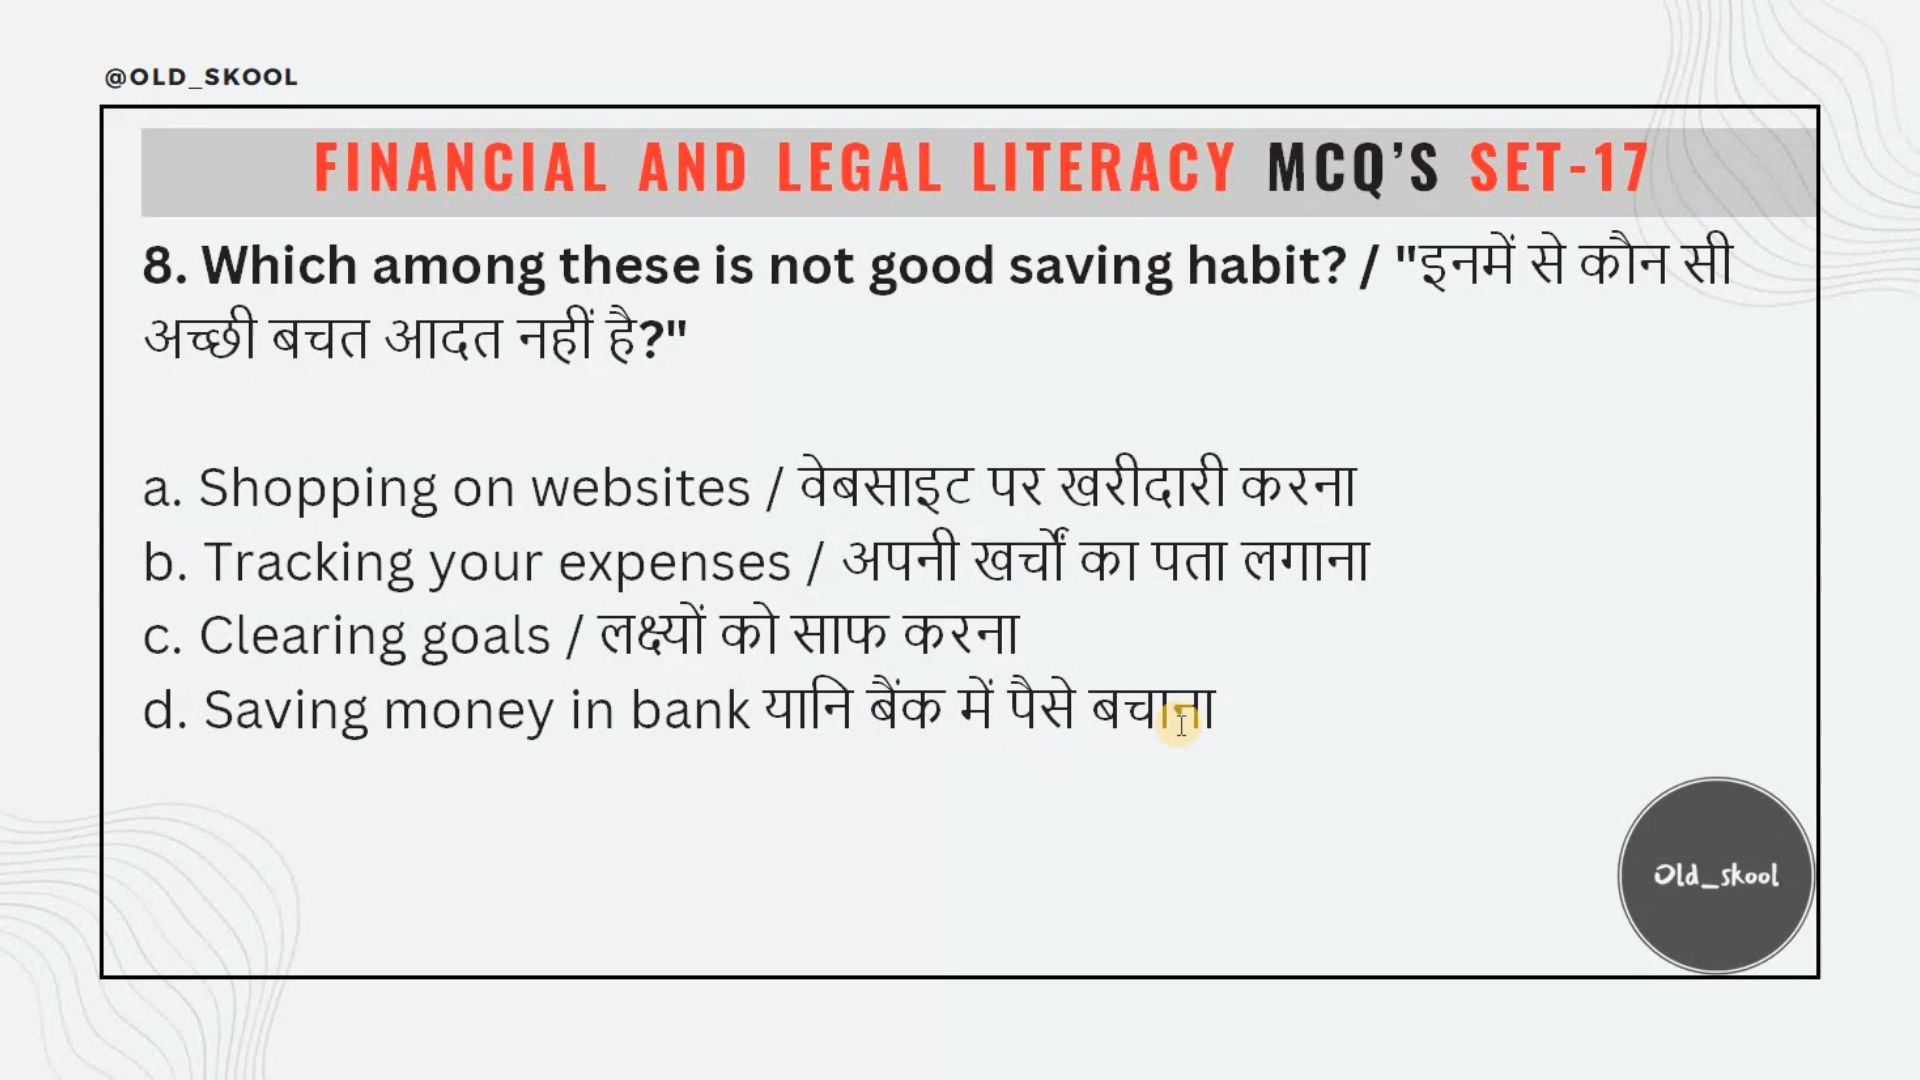 @OLD_SKOOL
FINANCIAL AND LEGAL LITERACY MCQ’S SET-17
8. Which among these is not good saving habit? / "इनमें से कौन सी
अच्छी बचत आदत नहीं है?"
a. Shopping on websites / वेबसाइट पर खरीदारी करना
b. Tracking your expenses / अपनी खर्चों का पता लगाना
c. Clearing goals / लक्ष्यों को साफ करना
d. Saving money in bank यानि बैंक में पैसे बचाना
Old_skool